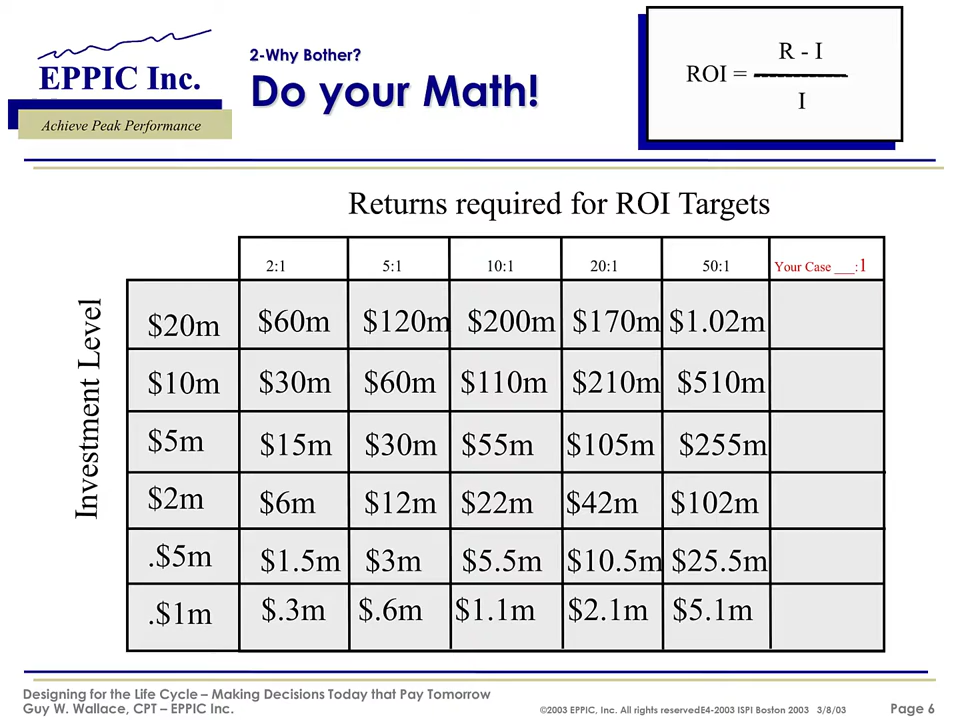 EPPIC Inc.
Achieve Peak Performance
2-Why Bother?
Do your Math!
R - I
ROI =
I
Returns required for ROI Targets
2:1 5:1 10:1 20:1 50:1 Your Case ___:1
Investment Level
$20m $60m $120m $200m $170m $1.02m
$10m $30m $60m $110m $210m $510m
$5m $15m $30m $55m $105m $255m
$2m $6m $12m $22m $42m $102m
.$5m $1.5m $3m $5.5m $10.5m $25.5m
.$1m $.3m $.6m $1.1m $2.1m $5.1m
Designing for the Life Cycle – Making Decisions Today that Pay Tomorrow
Guy W. Wallace, CPT – EPPIC Inc. ©2003 EPPIC, Inc. All rights reservedE4-2003 ISPI Boston 2003 3/8/03 Page 6